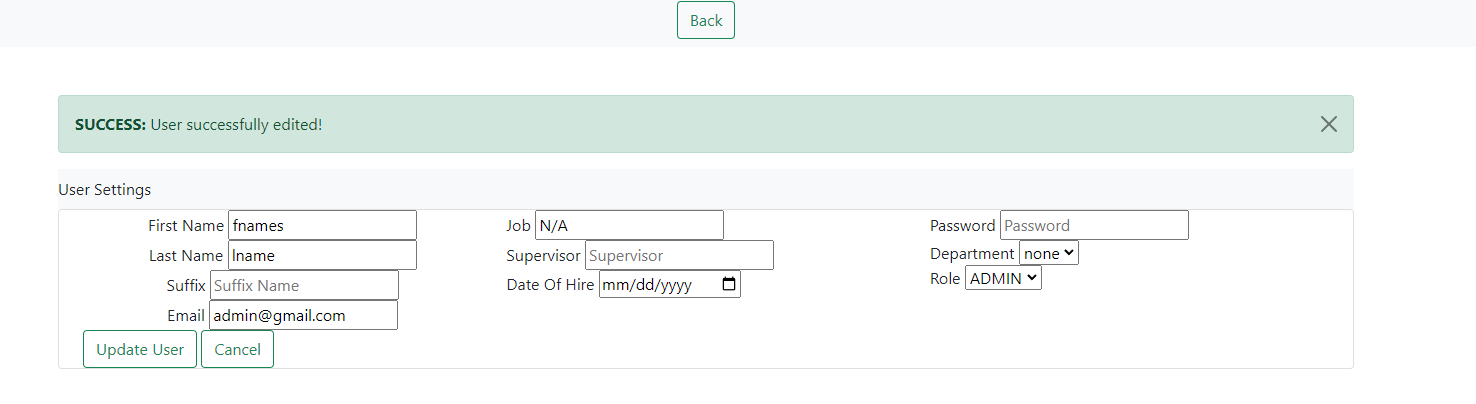 Back
SUCCESS: User successfully edited!
User Settings
First Name fnames
Last Name lname
Suffix Suffix Name
Email admin@gmail.com
Job N/A
Supervisor Supervisor
Date Of Hire mm/dd/yyyy
Password Password
Department none
Role ADMIN
Update User Cancel